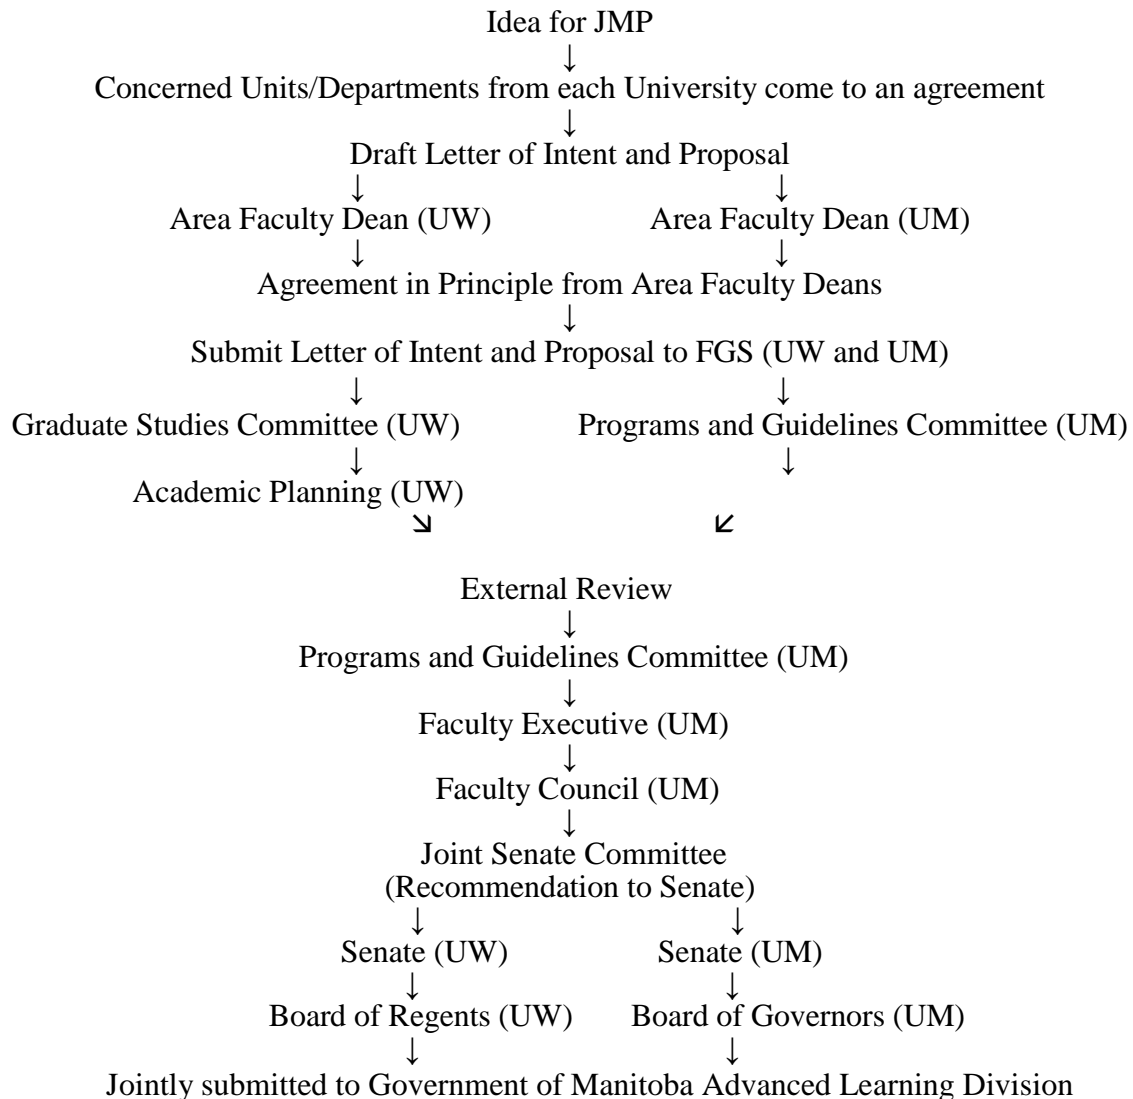 Idea for JMP
↓
Concerned Units/Departments from each University come to an agreement
↓
Draft Letter of Intent and Proposal
↓ ↓
Area Faculty Dean (UW) Area Faculty Dean (UM)
↓ ↓
Agreement in Principle from Area Faculty Deans
↓
Submit Letter of Intent and Proposal to FGS (UW and UM)
↓ ↓
Graduate Studies Committee (UW) Programs and Guidelines Committee (UM)
↓ ↓
Academic Planning (UW)
↘ ↙
External Review
↓
Programs and Guidelines Committee (UM)
↓
Faculty Executive (UM)
↓
Faculty Council (UM)
↓
Joint Senate Committee
(Recommendation to Senate)
↓ ↓
Senate (UW) Senate (UM)
↓ ↓
Board of Regents (UW) Board of Governors (UM)
↓ ↓
Jointly submitted to Government of Manitoba Advanced Learning Division